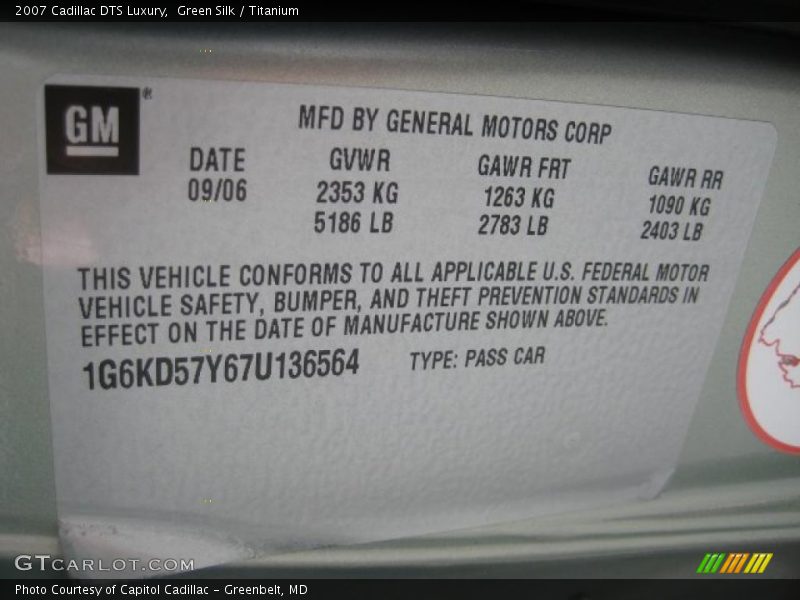 2007 Cadillac DTS Luxury,  Green Silk / Titanium
GM®
MFD BY GENERAL MOTORS CORP
DATE GVWR GAWR FRT GAWR RR
09/06 2353 KG 1263 KG 1090 KG
5186 LB 2783 LB 2403 LB
THIS VEHICLE CONFORMS TO ALL APPLICABLE U.S. FEDERAL MOTOR
VEHICLE SAFETY, BUMPER, AND THEFT PREVENTION STANDARDS IN
EFFECT ON THE DATE OF MANUFACTURE SHOWN ABOVE.
1G6KD57Y67U136564 TYPE: PASS CAR
GTCARLOT.COM
Photo Courtesy of Capitol Cadillac - Greenbelt, MD